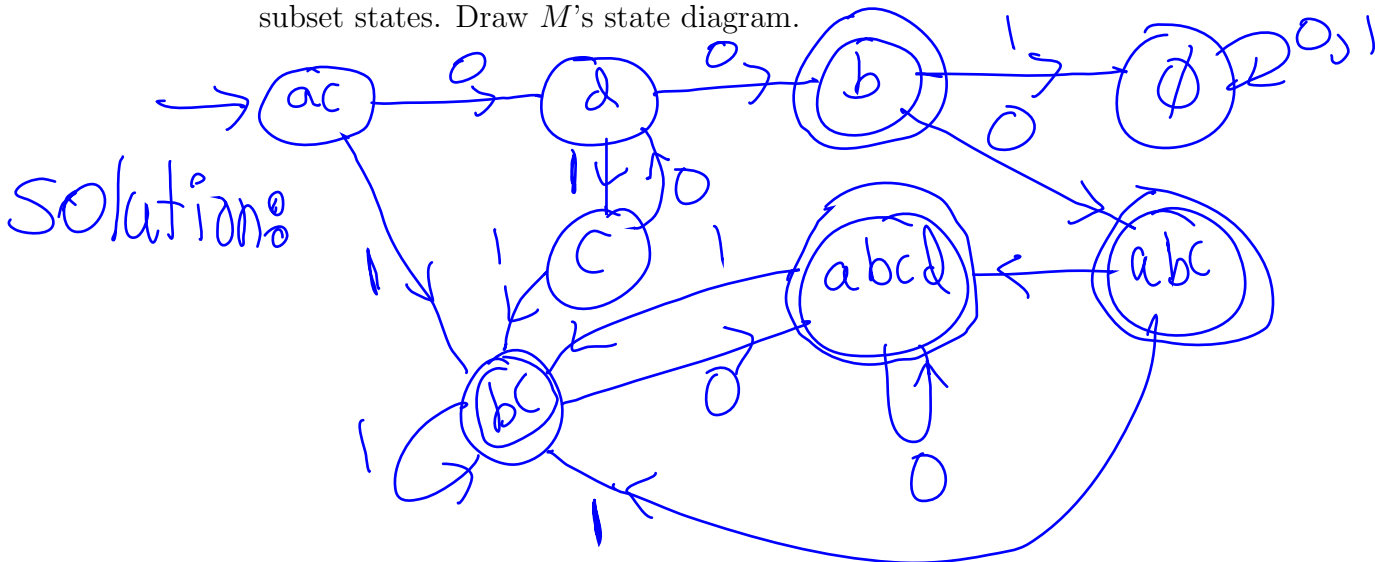 subset states. Draw M's state diagram.
0 0 1 0, 1
ac d b ϕ
0
1 0
Solution:
1 c 1 abcd abc
1
bc 0
1
0
1